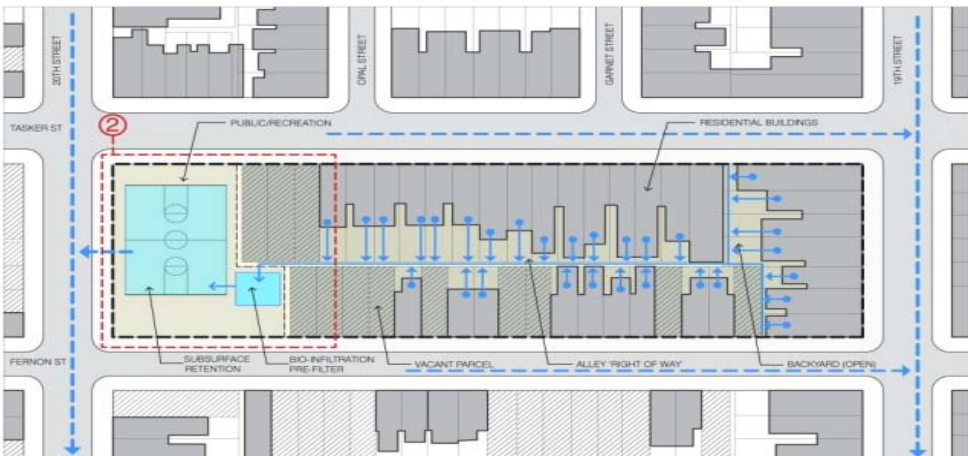 20TH STREET
OPAL STREET
GARNET STREET
19TH STREET
TASKER ST
2
PUBLIC/RECREATION
RESIDENTIAL BUILDINGS
FERNON ST
SUBSURFACE
RETENTION
BIO-INFILTRATION
PRE-FILTER
VACANT PARCEL
ALLEY 'RIGHT OF WAY'
BACKYARD (OPEN)